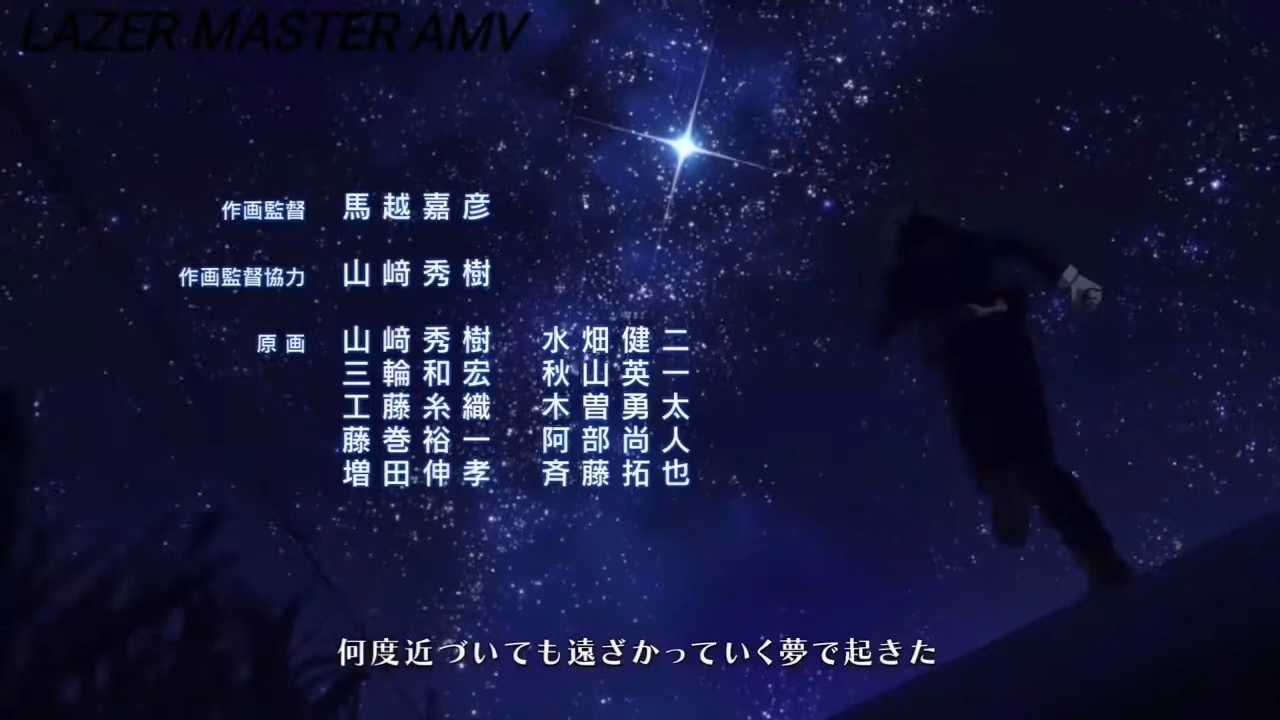 LAZER MASTER AMV
作画監督 馬越嘉彦
作画監督協力 山﨑秀樹
原画 山﨑秀樹 水畑健二
三輪和宏 秋山英一
工藤糸織 木曽勇太
藤巻裕一 阿部尚人
増田伸孝 斉藤拓也
何度近づいても遠ざかっていく夢で起きた